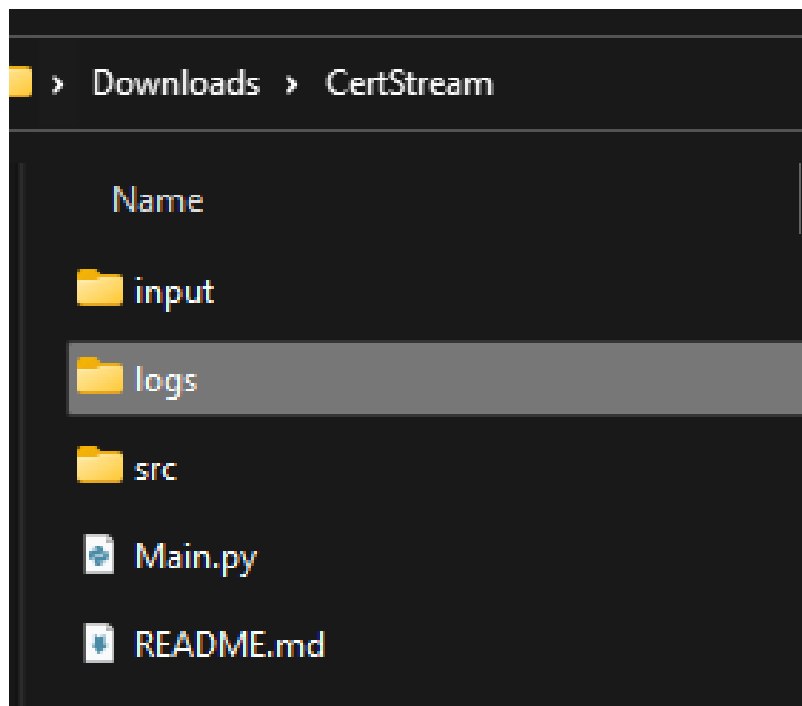 > Downloads > CertStream
Name
input
logs
src
Main.py
README.md